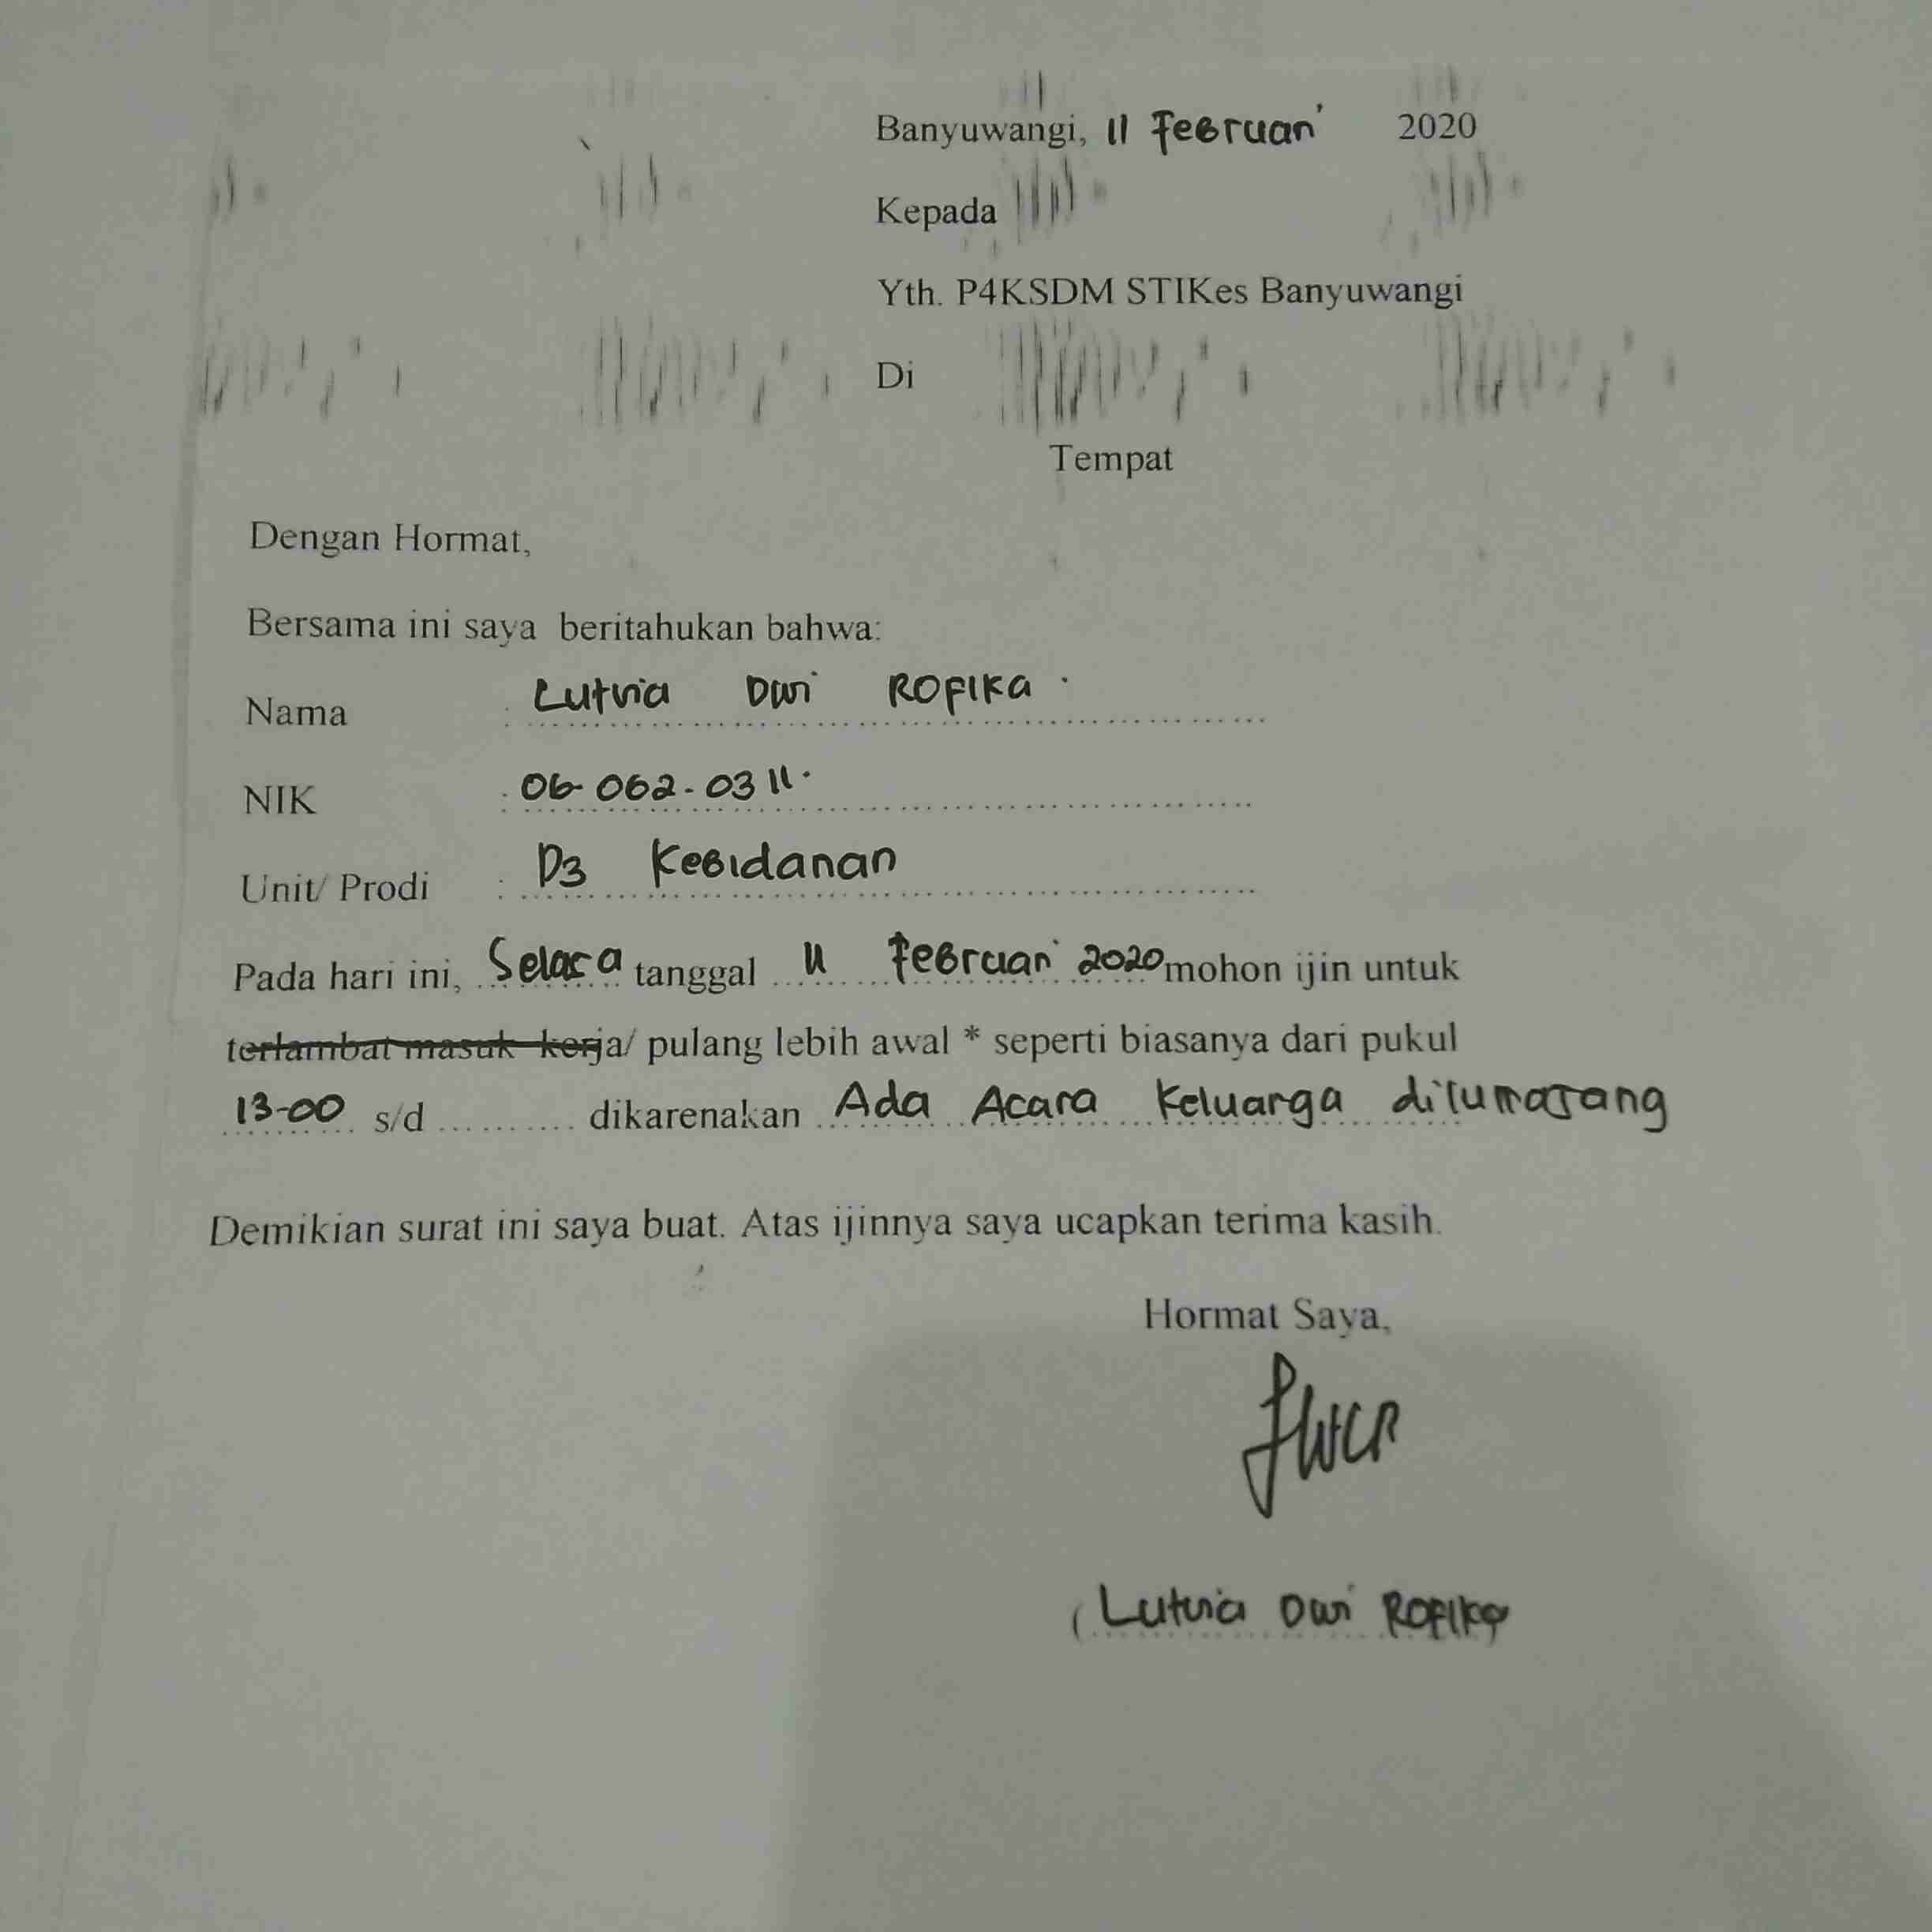 Banyuwangi, 11 Februari 2020
Kepada
Yth. P4KSDM STIKes Banyuwangi
Di
Tempat
Dengan Hormat,
Bersama ini saya beritahukan bahwa:
Nama : Lutvia Dwi Rofika.
NIK : 06-062-0311.
Unit/ Prodi : D3 Kebidanan
Pada hari ini, Selasa tanggal 11 Februari 2020 mohon ijin untuk
terlambat masuk kerja/ pulang lebih awal * seperti biasanya dari pukul
13-00 s/d .......... dikarenakan Ada Acara Keluarga dilumajang
Demikian surat ini saya buat. Atas ijinnya saya ucapkan terima kasih.
Hormat Saya,
(Lutvia Dwi Rofika